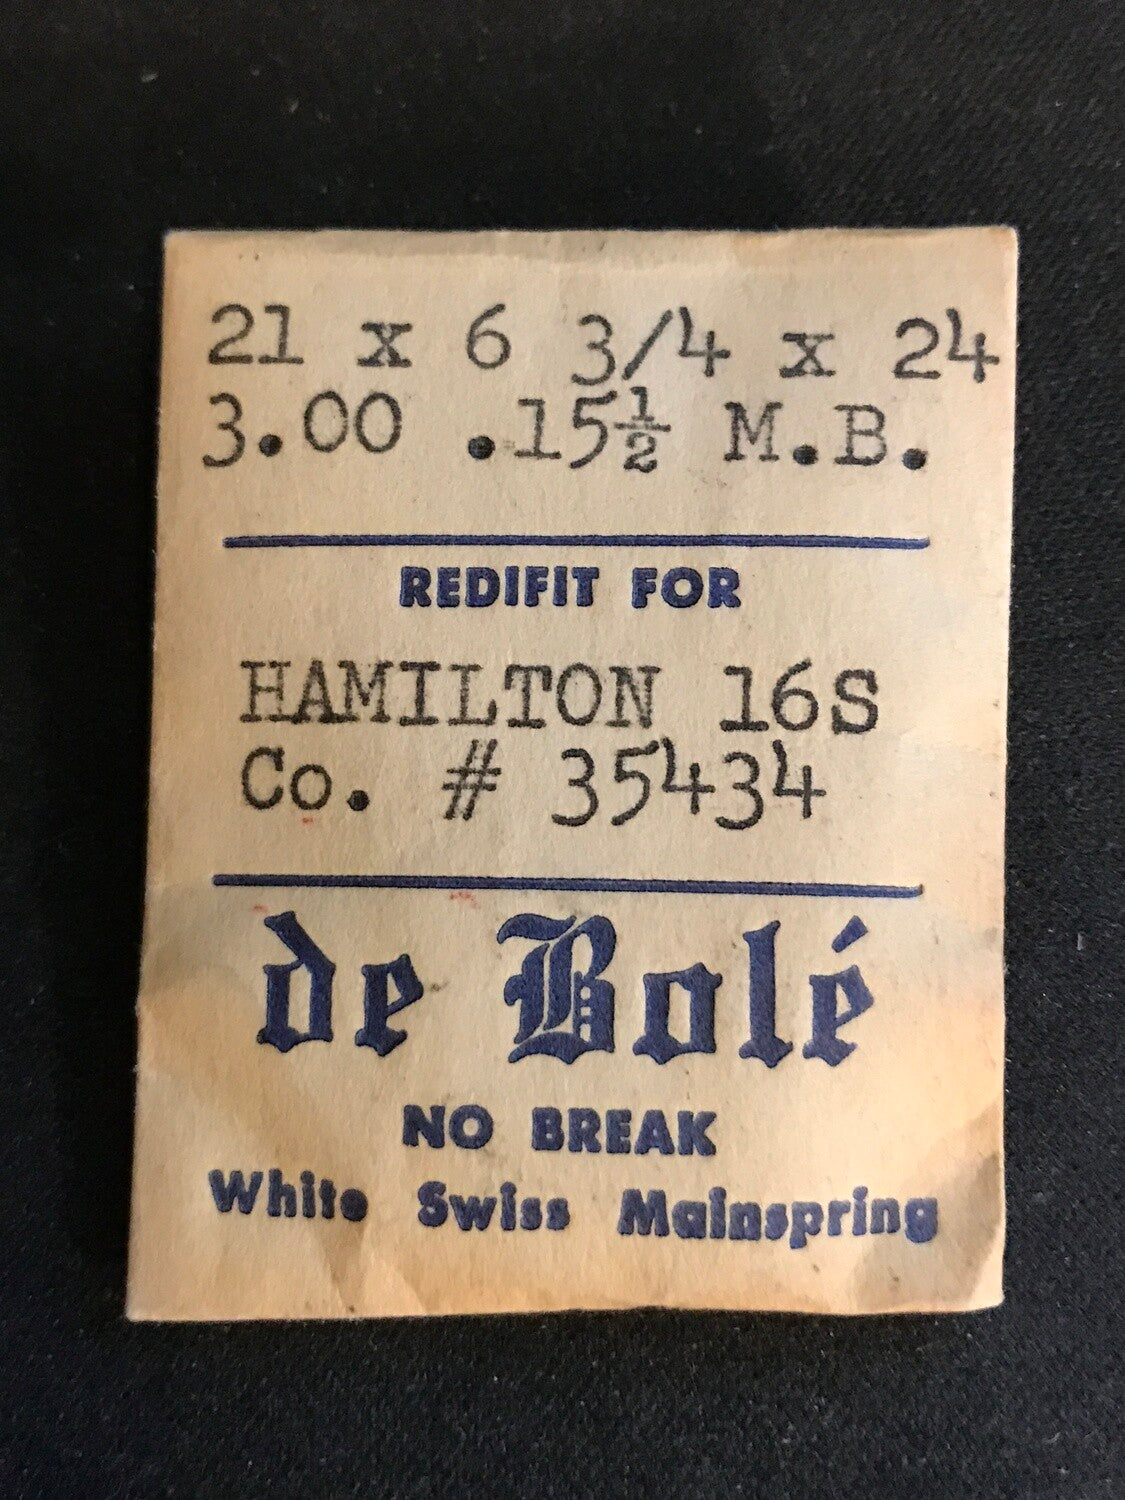 21 x 6 3/4 x 24
3.00 .15½ M.B.
REDIFIT FOR
HAMILTON 16S
Co. # 35434
de Bolé
NO BREAK
White Swiss Mainspring